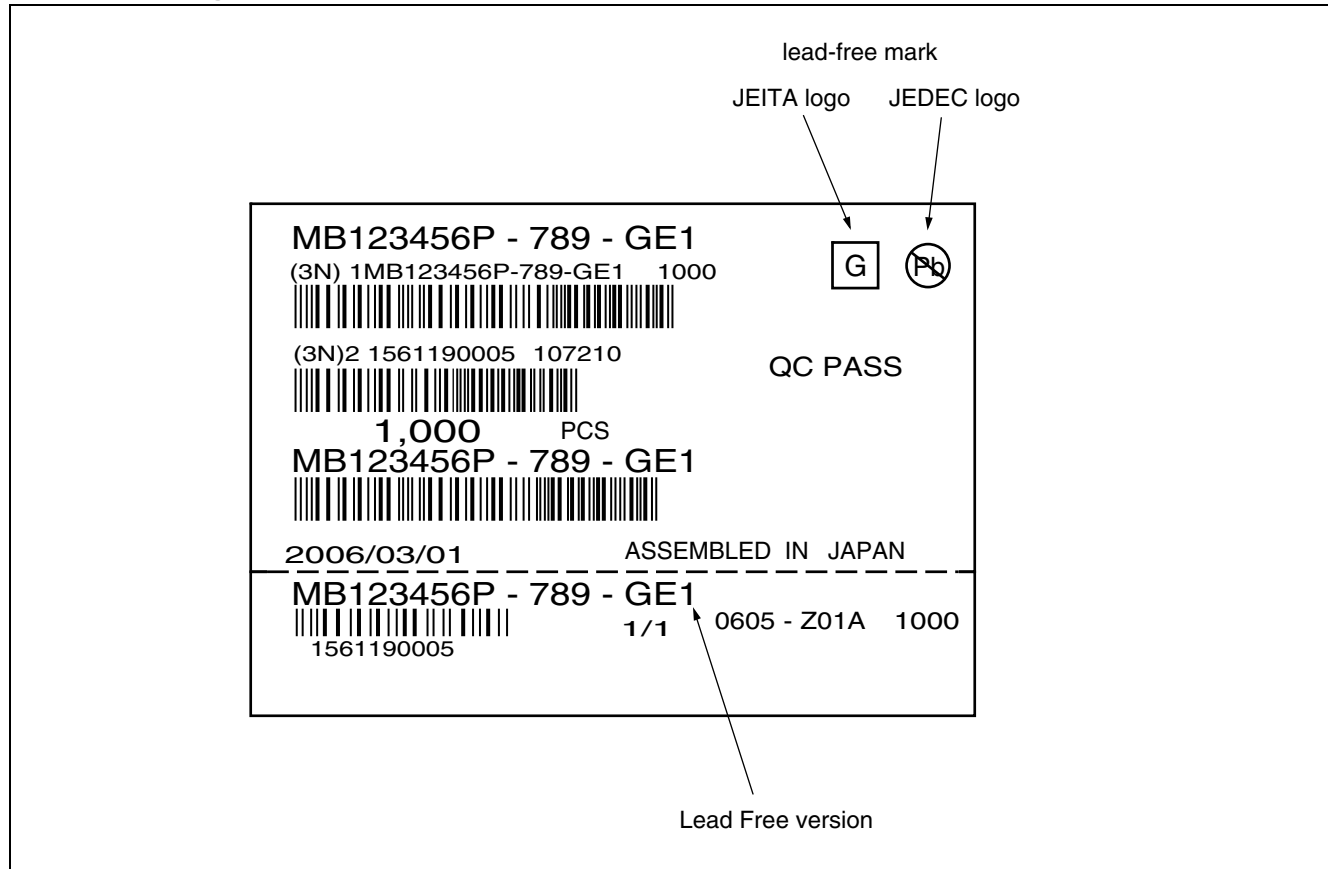 lead-free mark
JEITA logo JEDEC logo
MB123456P - 789 - GE1
(3N) 1MB123456P-789-GE1 1000
G Pb
(3N)2 1561190005 107210
QC PASS
1,000 PCS
MB123456P - 789 - GE1
2006/03/01 ASSEMBLED IN JAPAN
MB123456P - 789 - GE1
1/1 0605 - Z01A 1000
1561190005
Lead Free version